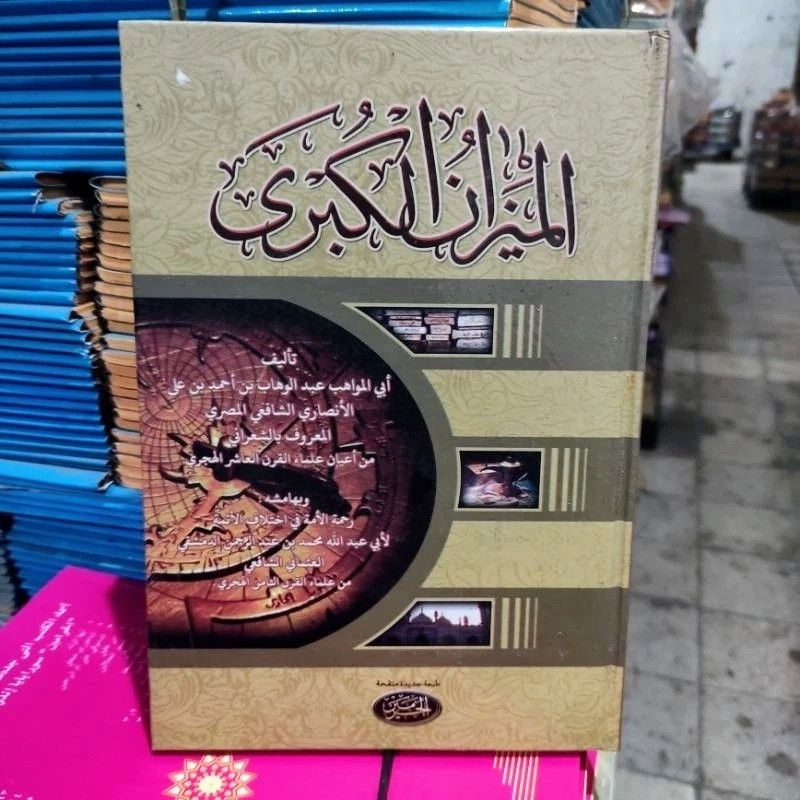 الميزان الكبرى
تأليف
أبي المواهب عبد الوهاب بن أحمد بن علي
الأنصاري الشافعي المصري
المعروف بالشعراني
من أعيان علماء القرن العاشر الهجري
وبهامشه :
رحمة الأمة في اختلاف الأئمة
لأبي عبد الله محمد بن عبد الرحمن الدمشقي
العثماني الشافعي
من علماء القرن الثامن الهجري
طبعة جديدة منقحة
الحرمين